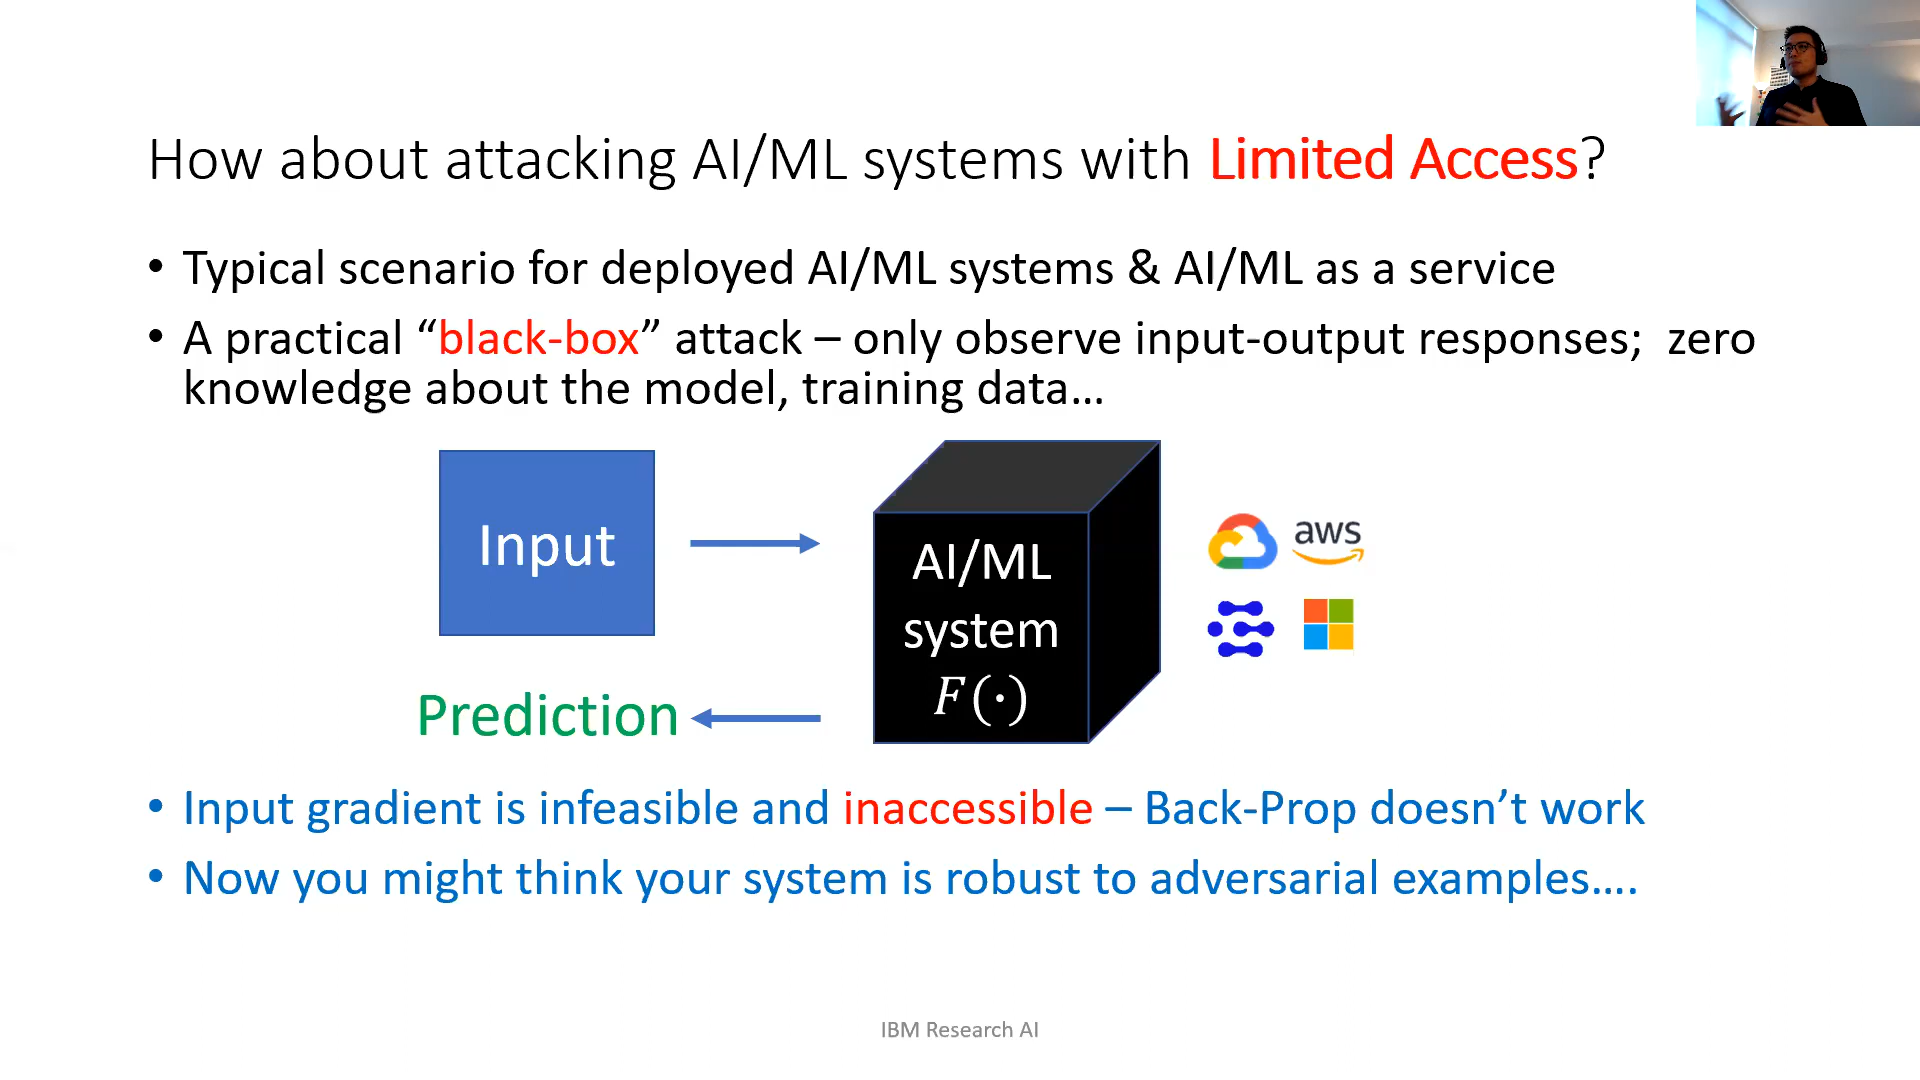 How about attacking AI/ML systems with Limited Access?
• Typical scenario for deployed AI/ML systems & AI/ML as a service
• A practical “black-box” attack – only observe input-output responses;  zero
knowledge about the model, training data...
Input
AI/ML
system
F(·)
aws
Prediction
• Input gradient is infeasible and inaccessible – Back-Prop doesn’t work
• Now you might think your system is robust to adversarial examples....
IBM Research AI